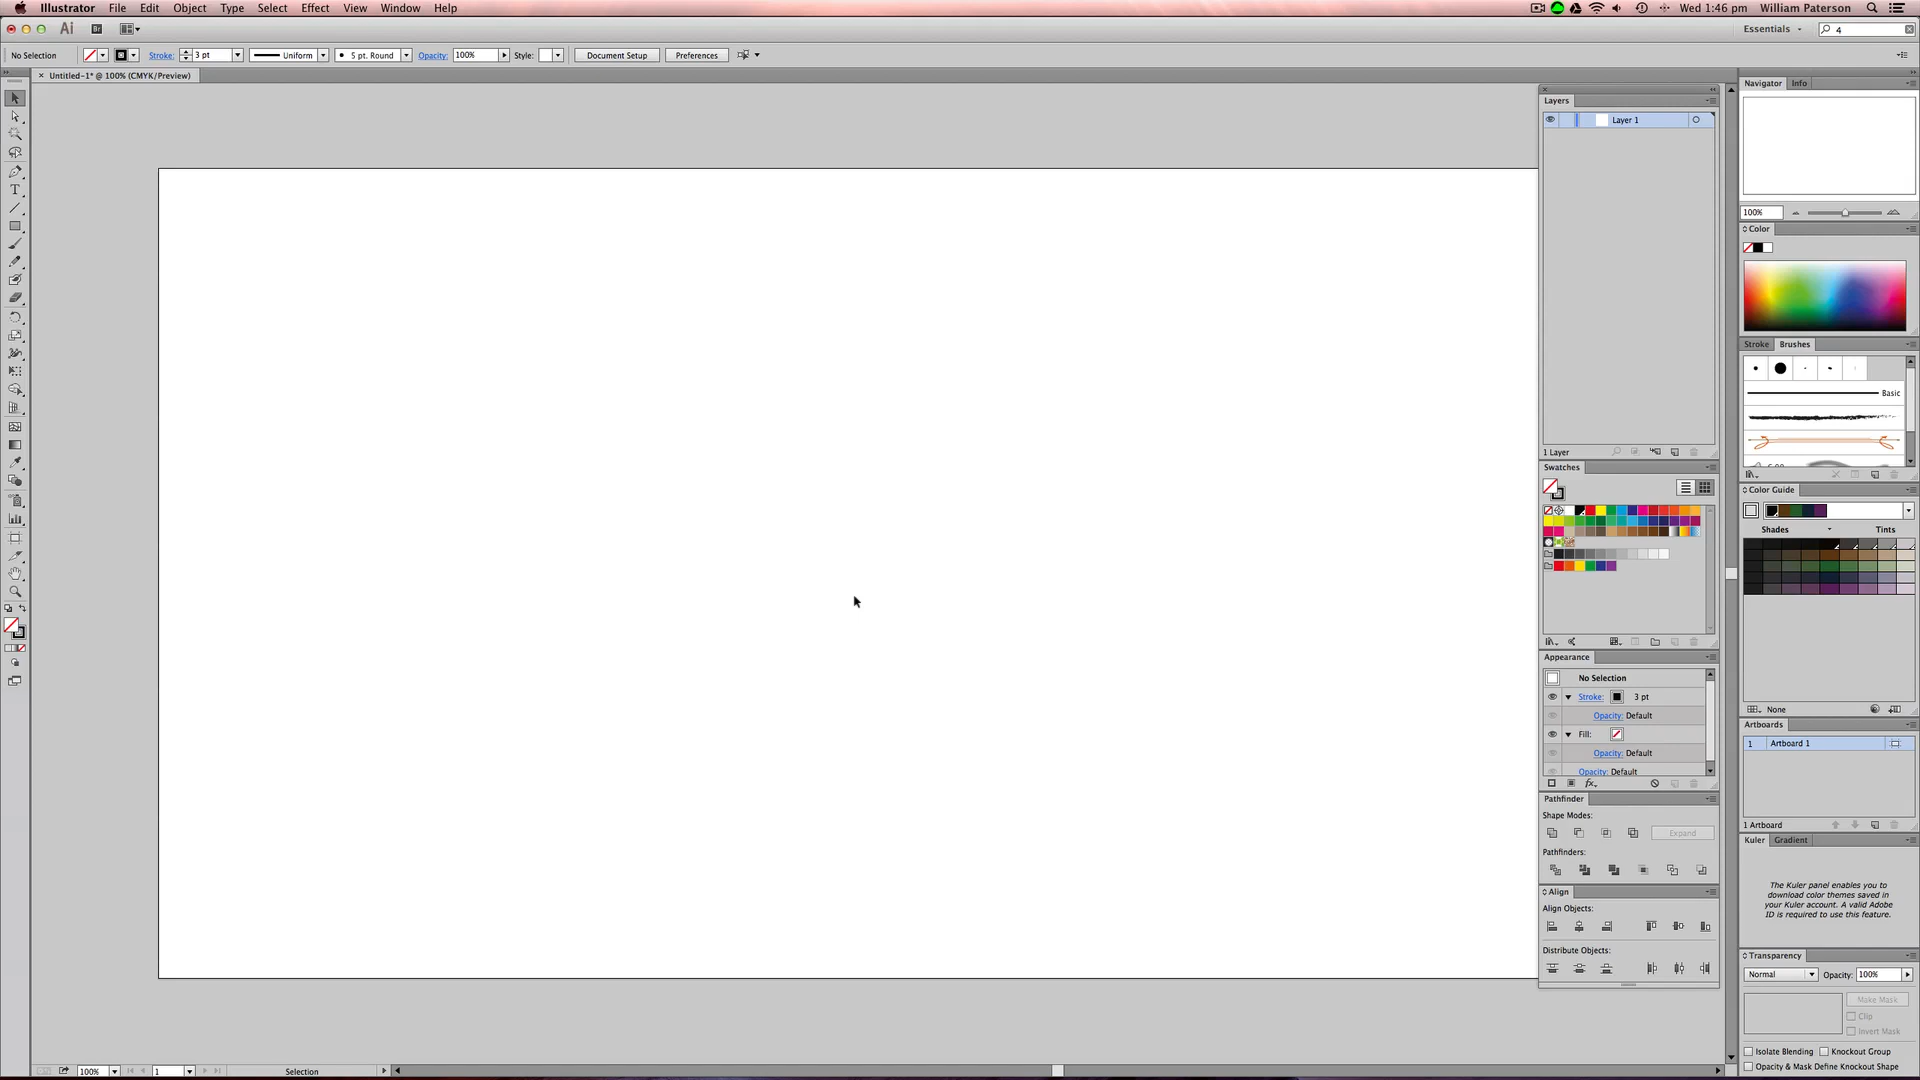 Illustrator File Edit Object Type Select Effect View Window Help
Wed 1:46 pm William Paterson
Ai Br
Essentials
4
No Selection
Stroke: 3 pt
Uniform
5 pt. Round
Opacity: 100%
Style:
Document Setup
Preferences
Untitled-1* @ 100% (CMYK/Preview)
T
Layers
Layer 1
1 Layer
Swatches
Appearance
No Selection
Stroke: 3 pt
Opacity: Default
Fill:
Opacity: Default
Opacity: Default
fx
Pathfinder
Shape Modes:
Expand
Pathfinders:
Align
Align Objects:
Distribute Objects:
Navigator Info
100%
Color
Stroke Brushes
Basic
Color Guide
Shades Tints
None
Artboards
1 Artboard 1
1 Artboard
Kuler Gradient
The Kuler panel enables you to
download color themes saved in
your Kuler account. A valid Adobe
ID is required to use this feature.
Transparency
Normal Opacity: 100%
Make Mask
Clip
Invert Mask
Isolate Blending Knockout Group
Opacity & Mask Define Knockout Shape
100% 1 Selection